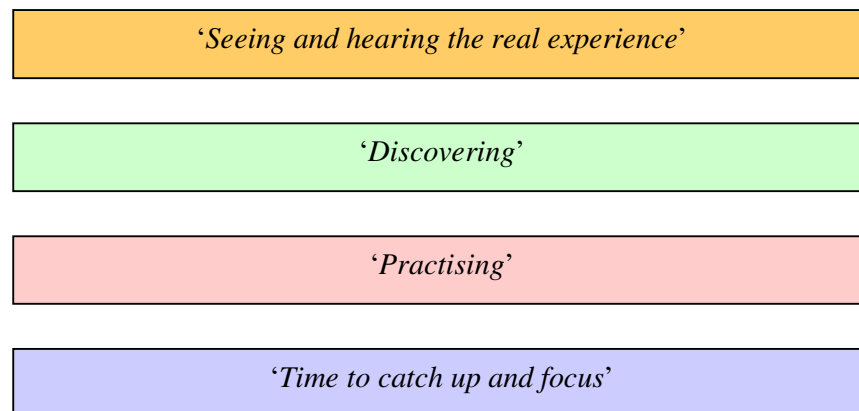 ‘Seeing and hearing the real experience’
‘Discovering’
‘Practising’
‘Time to catch up and focus’